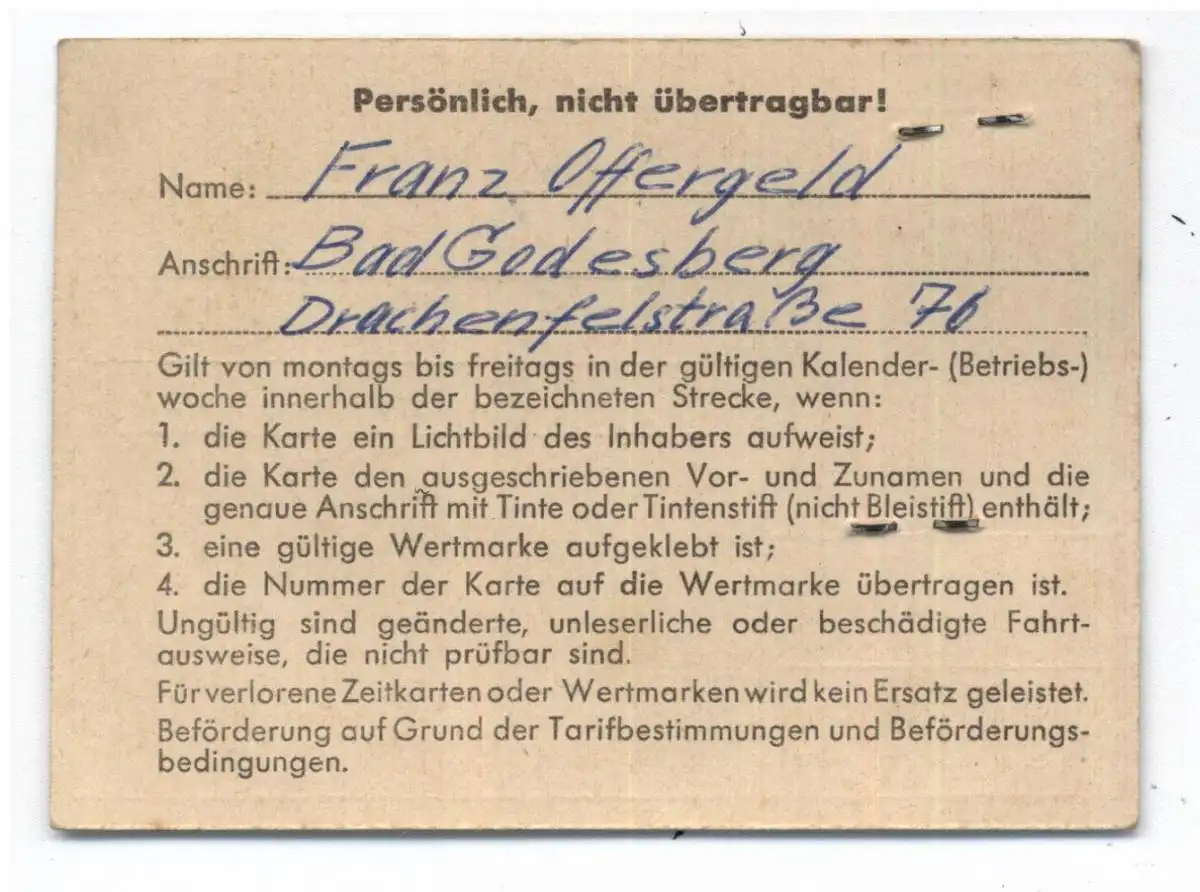 Persönlich, nicht übertragbar!
Name: Franz Offergeld
Anschrift: Bad Godesberg
Drachenfelstraße 76
Gilt von montags bis freitags in der gültigen Kalender- (Betriebs-)
woche innerhalb der bezeichneten Strecke, wenn:
1. die Karte ein Lichtbild des Inhabers aufweist;
2. die Karte den ausgeschriebenen Vor- und Zunamen und die
genaue Anschrift mit Tinte oder Tintenstift (nicht Bleistift) enthält;
3. eine gültige Wertmarke aufgeklebt ist;
4. die Nummer der Karte auf die Wertmarke übertragen ist.
Ungültig sind geänderte, unleserliche oder beschädigte Fahrt-
ausweise, die nicht prüfbar sind.
Für verlorene Zeitkarten oder Wertmarken wird kein Ersatz geleistet.
Beförderung auf Grund der Tarifbestimmungen und Beförderungs-
bedingungen.